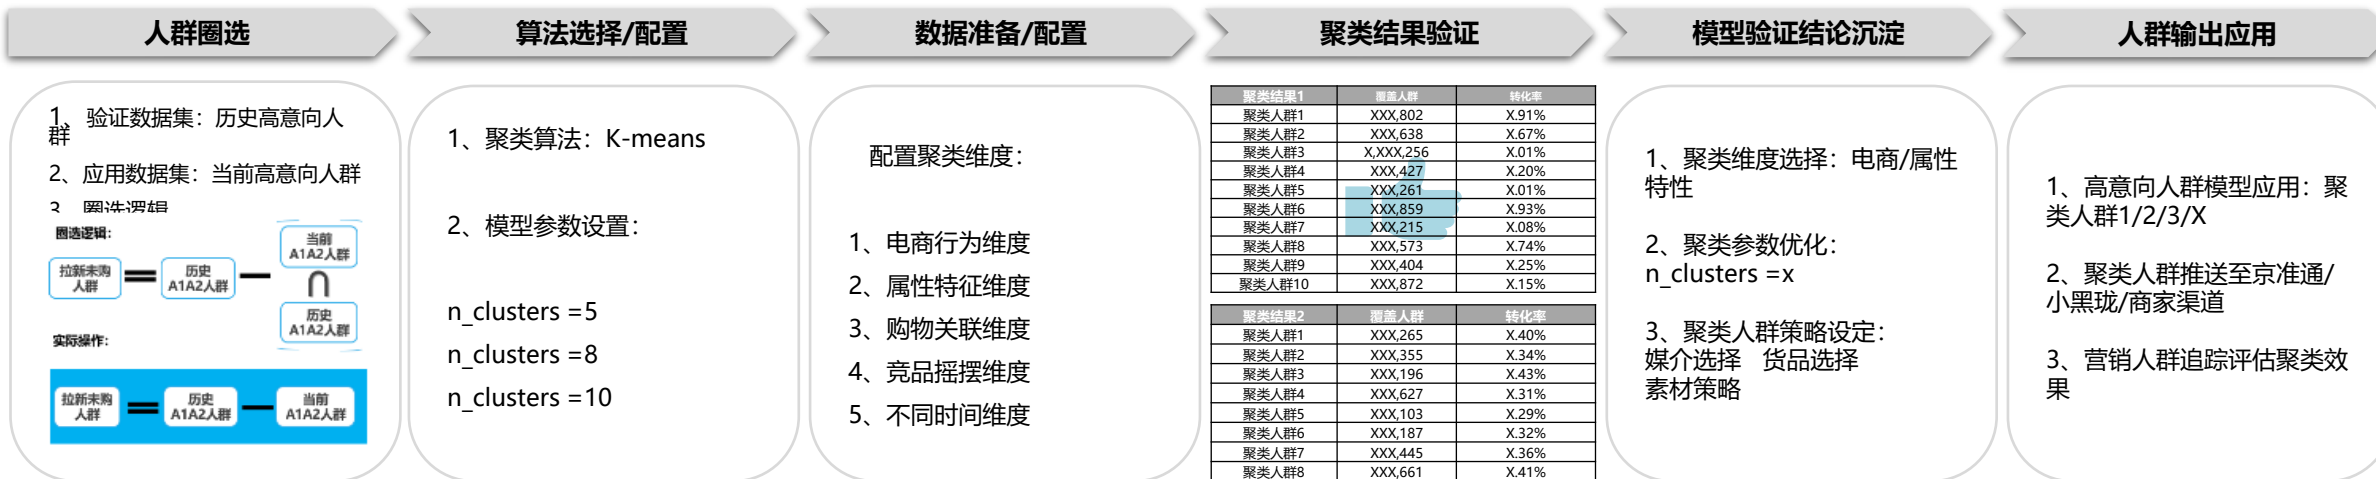 人群圈选
算法选择/配置
数据准备/配置
聚类结果验证
模型验证结论沉淀
人群输出应用
1、 验证数据集：历史高意向人
群
2、应用数据集：当前高意向人群
3、圈选逻辑
圈选逻辑：
拉新未购
人群
历史
A1A2人群
当前
A1A2人群
历史
A1A2人群
实际操作：
拉新未购
人群
历史
A1A2人群
当前
A1A2人群
1、聚类算法：K-means
2、模型参数设置：
n_clusters =5
n_clusters =8
n_clusters =10
配置聚类维度：
1、电商行为维度
2、属性特征维度
3、购物关联维度
4、竞品摇摆维度
5、不同时间维度
聚类结果1 覆盖人群 转化率
聚类人群1 XXX,802 X.91%
聚类人群2 XXX,638 X.67%
聚类人群3 X,XXX,256 X.01%
聚类人群4 XXX,427 X.20%
聚类人群5 XXX,261 X.01%
聚类人群6 XXX,859 X.93%
聚类人群7 XXX,215 X.08%
聚类人群8 XXX,573 X.74%
聚类人群9 XXX,404 X.25%
聚类人群10 XXX,872 X.15%
聚类结果2 覆盖人群 转化率
聚类人群1 XXX,265 X.40%
聚类人群2 XXX,355 X.34%
聚类人群3 XXX,196 X.43%
聚类人群4 XXX,627 X.31%
聚类人群5 XXX,103 X.29%
聚类人群6 XXX,187 X.32%
聚类人群7 XXX,445 X.36%
聚类人群8 XXX,661 X.41%
1、聚类维度选择：电商/属性
特性
2、聚类参数优化：
n_clusters =x
3、聚类人群策略设定：
媒介选择 货品选择
素材策略
1、高意向人群模型应用：聚
类人群1/2/3/X
2、聚类人群推送至京准通/
小黑珑/商家渠道
3、营销人群追踪评估聚类效
果